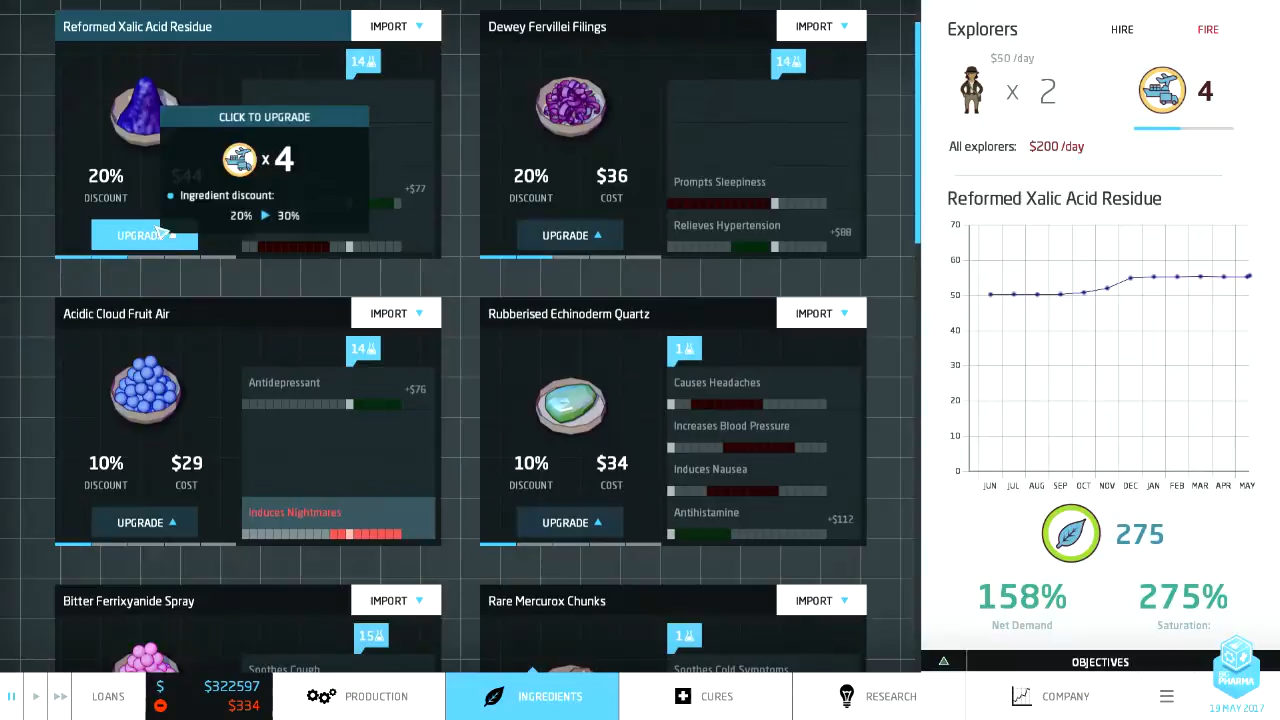 Reformed Xalic Acid Residue
IMPORT
14
CLICK TO UPGRADE
x 4
Ingredient discount:
20% 30%
20%
$44
DISCOUNT
+$77
UPGRADE
Dewey Fervillei Filings
IMPORT
14
20%
$36
DISCOUNT
COST
Prompts Sleepiness
Relieves Hypertension
+$88
UPGRADE
Acidic Cloud Fruit Air
IMPORT
14
Antidepressant
+$76
10%
$29
DISCOUNT
COST
Induces Nightmares
UPGRADE
Rubberised Echinoderm Quartz
IMPORT
1
Causes Headaches
Increases Blood Pressure
Induces Nausea
Antihistamine
+$112
10%
$34
DISCOUNT
COST
UPGRADE
Bitter Ferrixyanide Spray
IMPORT
15
Soothes Cough
Rare Mercurox Chunks
IMPORT
1
Soothes Cold Symptoms
Explorers
HIRE
FIRE
$50 /day
X 2
4
All explorers: $200 /day
Reformed Xalic Acid Residue
70
60
50
40
30
20
10
0
JUN JUL AUG SEP OCT NOV DEC JAN FEB MAR APR MAY
275
158%
Net Demand
275%
Saturation:
OBJECTIVES
LOANS
$ $322597
$334
PRODUCTION
INGREDIENTS
CURES
RESEARCH
COMPANY
BIG PHARMA
19 MAY 2017